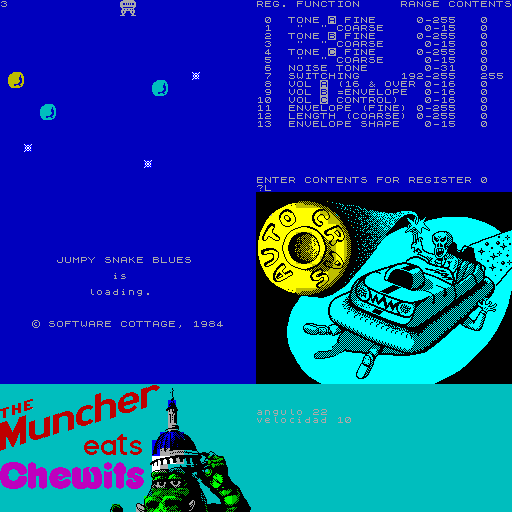 3
REG. FUNCTION RANGE CONTENTS
0 TONE A FINE 0-255 0
1 " " COARSE 0-15 0
2 TONE B FINE 0-255 0
3 " " COARSE 0-15 0
4 TONE C FINE 0-255 0
5 " " COARSE 0-15 0
6 NOISE TONE 0-31 0
7 SWITCHING 192-255 255
8 VOL A (16 & OVER 0-16 0
9 VOL B =ENVELOPE 0-16 0
10 VOL C CONTROL) 0-16 0
11 ENVELOPE (FINE) 0-255 0
12 LENGTH (COARSE) 0-255 0
13 ENVELOPE SHAPE 0-15 0
ENTER CONTENTS FOR REGISTER 0
?L
JUMPY SNAKE BLUES
is
loading.
© SOFTWARE COTTAGE, 1984
AUTO CRASH
THE
Muncher
eats
Chewits
angulo 22
velocidad 10